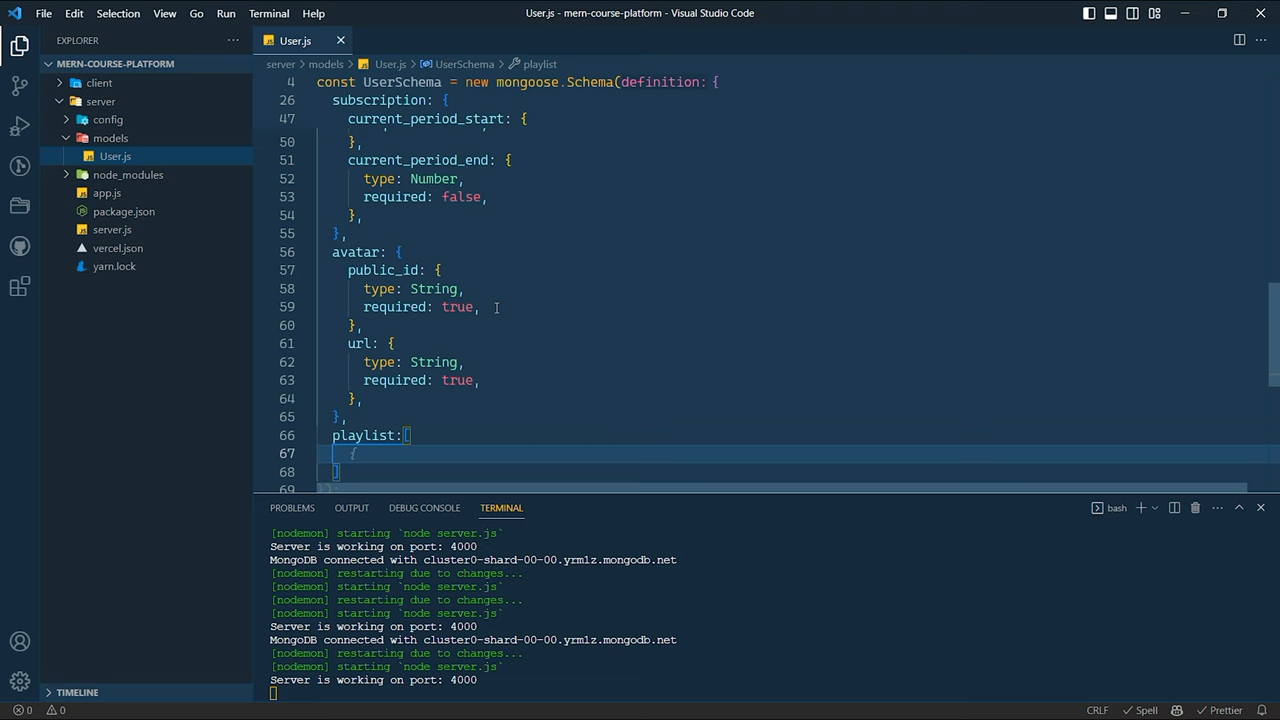 File Edit Selection View Go Run Terminal Help
User.js - mern-course-platform - Visual Studio Code
EXPLORER
MERN-COURSE-PLATFORM
client
server
config
models
User.js
node_modules
app.js
package.json
server.js
vercel.json
yarn.lock
TIMELINE
User.js
server > models > User.js > UserSchema > playlist
4 const UserSchema = new mongoose.Schema(definition: {
26 subscription: {
47 current_period_start: {
50 },
51 current_period_end: {
52 type: Number,
53 required: false,
54 },
55 },
56 avatar: {
57 public_id: {
58 type: String,
59 required: true,
60 },
61 url: {
62 type: String,
63 required: true,
64 },
65 },
66 playlist:[
67 {
68 ]
69 });
PROBLEMS OUTPUT DEBUG CONSOLE TERMINAL
bash
[nodemon] starting `node server.js`
Server is working on port: 4000
MongoDB connected with cluster0-shard-00-00.yrm1z.mongodb.net
[nodemon] restarting due to changes...
[nodemon] starting `node server.js`
[nodemon] restarting due to changes...
[nodemon] starting `node server.js`
Server is working on port: 4000
MongoDB connected with cluster0-shard-00-00.yrm1z.mongodb.net
[nodemon] restarting due to changes...
[nodemon] starting `node server.js`
Server is working on port: 4000
0 0 CRLF Spell Prettier